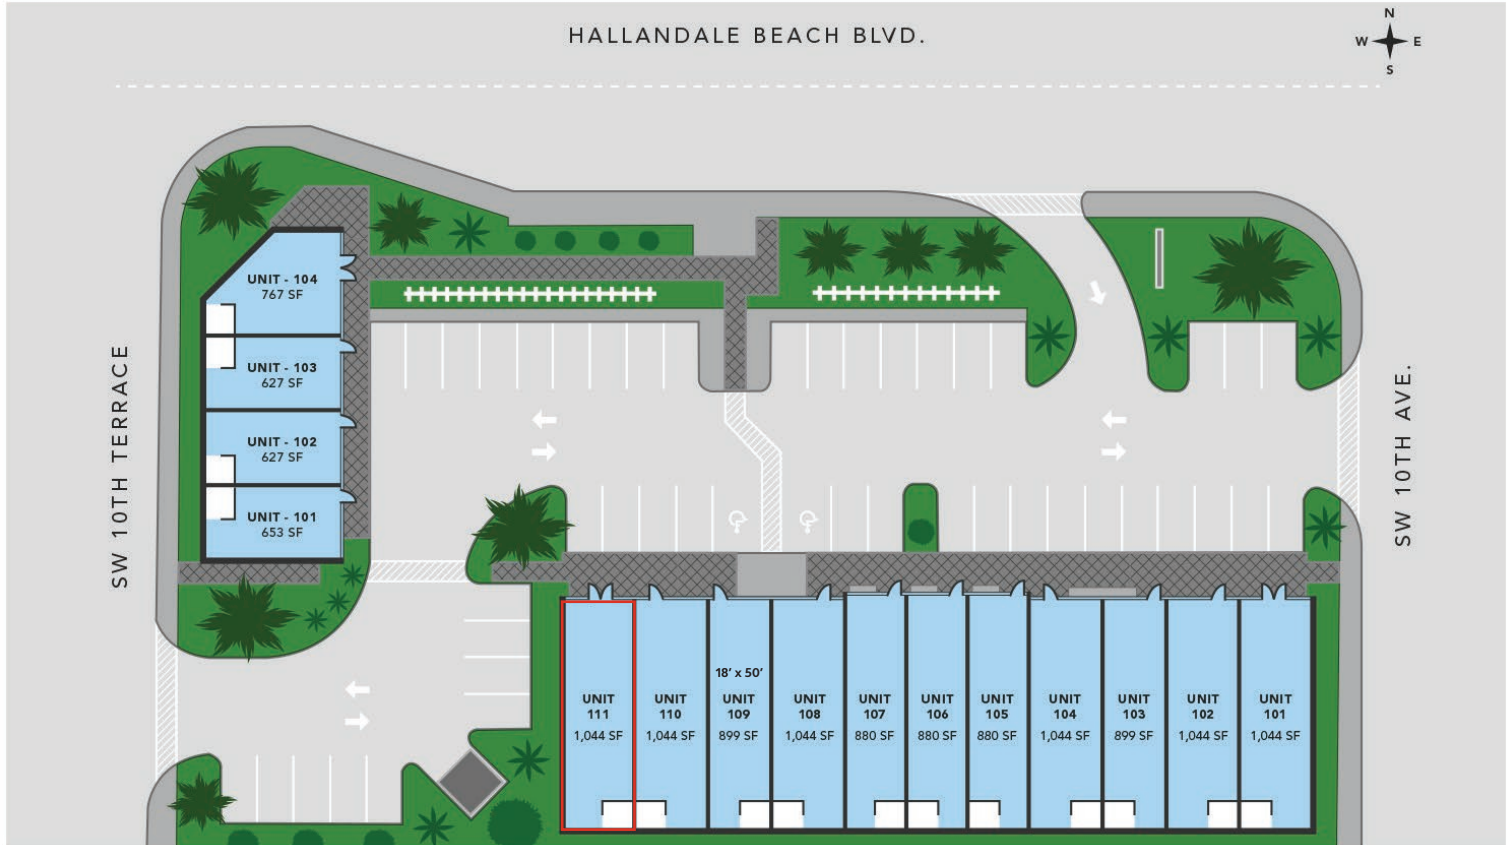 HALLANDALE BEACH BLVD.
N
W E
S
UNIT - 104
767 SF
UNIT - 103
627 SF
UNIT - 102
627 SF
UNIT - 101
653 SF
SW 10TH TERRACE
SW 10TH AVE.
18' x 50'
UNIT
111
1,044 SF
UNIT
110
1,044 SF
UNIT
109
899 SF
UNIT
108
1,044 SF
UNIT
107
880 SF
UNIT
106
880 SF
UNIT
105
880 SF
UNIT
104
1,044 SF
UNIT
103
899 SF
UNIT
102
1,044 SF
UNIT
101
1,044 SF